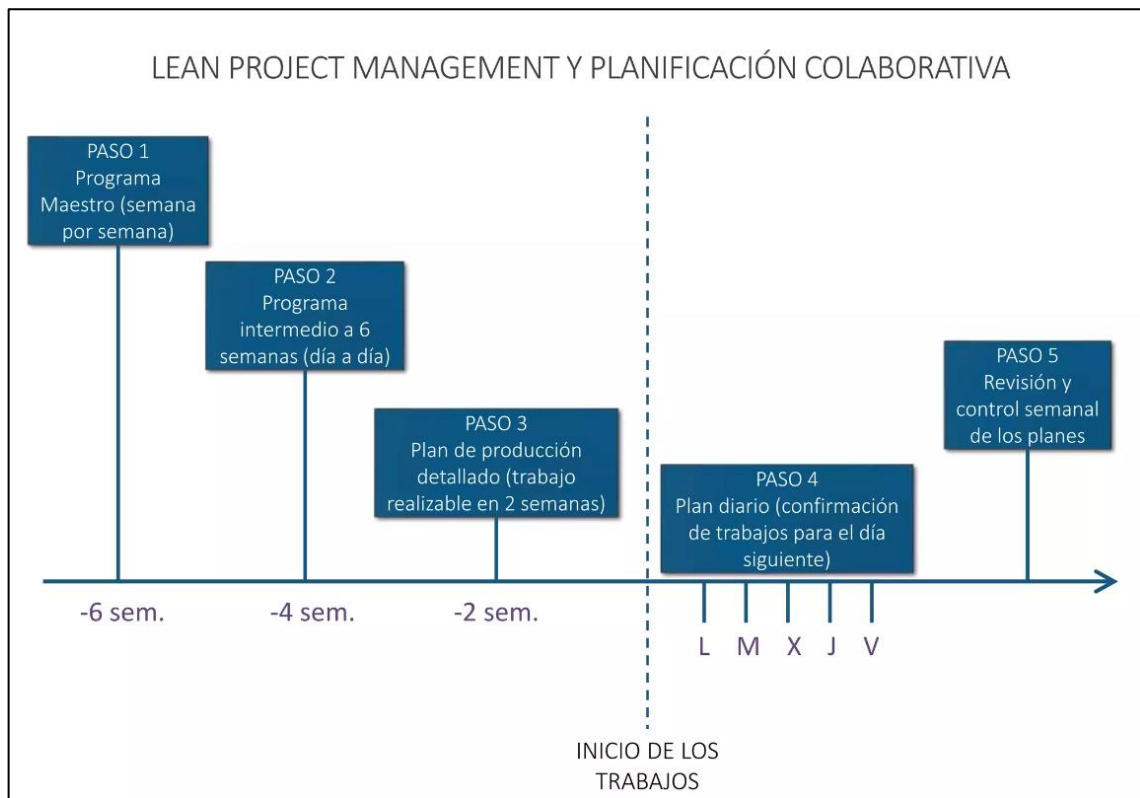 LEAN PROJECT MANAGEMENT Y PLANIFICACIÓN COLABORATIVA
PASO 1
Programa
Maestro (semana
por semana)
PASO 2
Programa
intermedio a 6
semanas (día a día)
PASO 3
Plan de producción
detallado (trabajo
realizable en 2 semanas)
PASO 4
Plan diario (confirmación
de trabajos para el día
siguiente)
PASO 5
Revisión y
control semanal
de los planes
-6 sem.
-4 sem.
-2 sem.
L M X J V
INICIO DE LOS
TRABAJOS